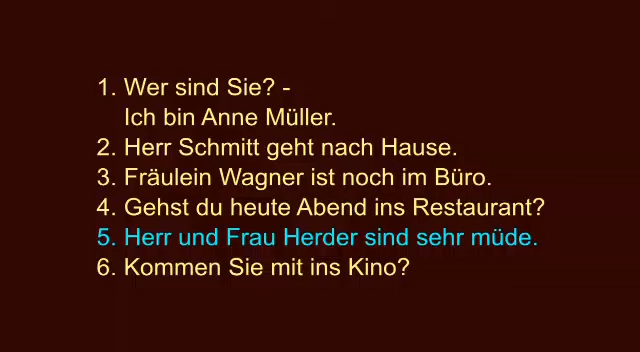 1. Wer sind Sie? -
Ich bin Anne Müller.
2. Herr Schmitt geht nach Hause.
3. Fräulein Wagner ist noch im Büro.
4. Gehst du heute Abend ins Restaurant?
5. Herr und Frau Herder sind sehr müde.
6. Kommen Sie mit ins Kino?